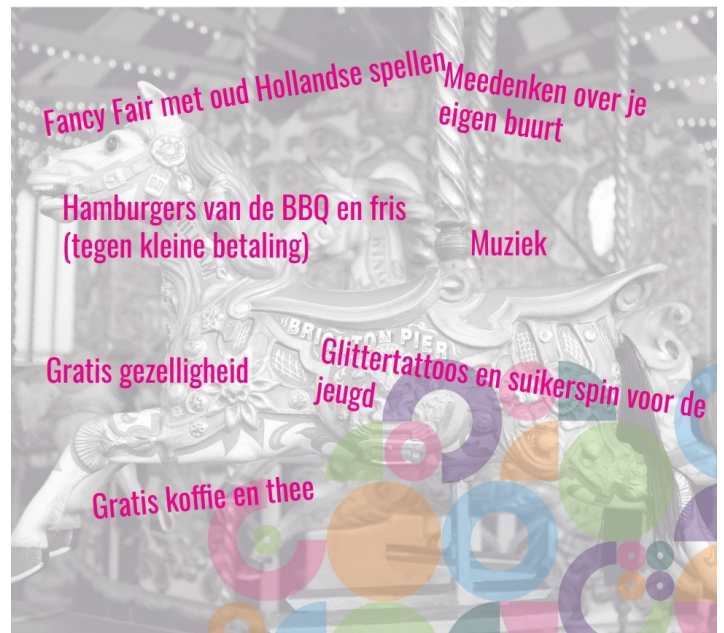 Fancy Fair met oud Hollandse spellen
Meedenken over je
eigen buurt
Hamburgers van de BBQ en fris
(tegen kleine betaling)
Muziek
BRIGHTON PIER
Gratis gezelligheid
Glittertattoos en suikerspin voor de
jeugd
Gratis koffie en thee